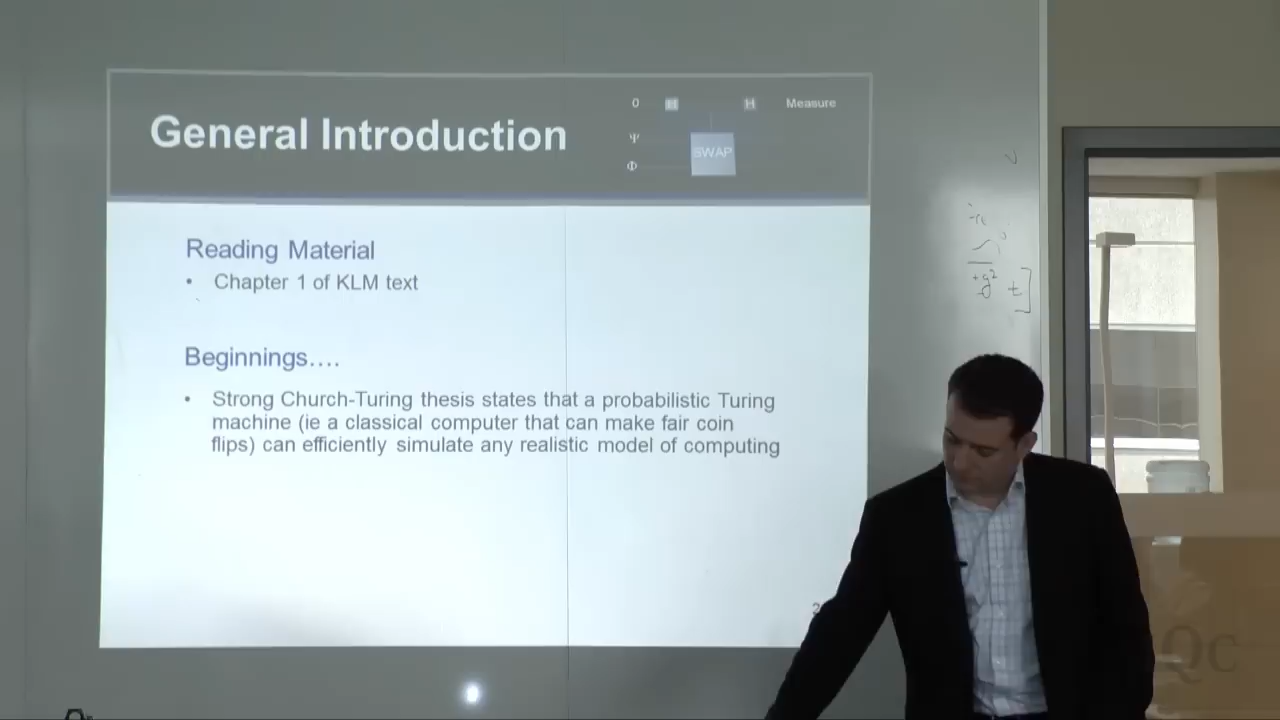 General Introduction
0 H H Measure
Ψ
SWAP
Φ
Reading Material
• Chapter 1 of KLM text
Beginnings….
• Strong Church-Turing thesis states that a probabilistic Turing
machine (ie a classical computer that can make fair coin
flips) can efficiently simulate any realistic model of computing
2
QC